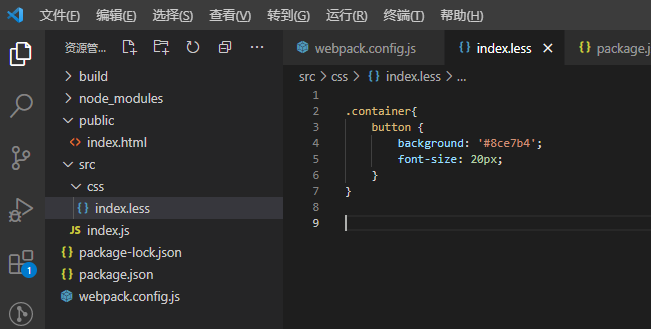 文件(F) 编辑(E) 选择(S) 查看(V) 转到(G) 运行(R) 终端(T) 帮助(H)
资源管... webpack.config.js index.less package.j
build
node_modules
public
index.html
src
css
index.less
JS index.js
package-lock.json
package.json
webpack.config.js
1
src > css > {} index.less > ...
1
2 .container{
3 button {
4 background: '#8ce7b4';
5 font-size: 20px;
6 }
7 }
8
9